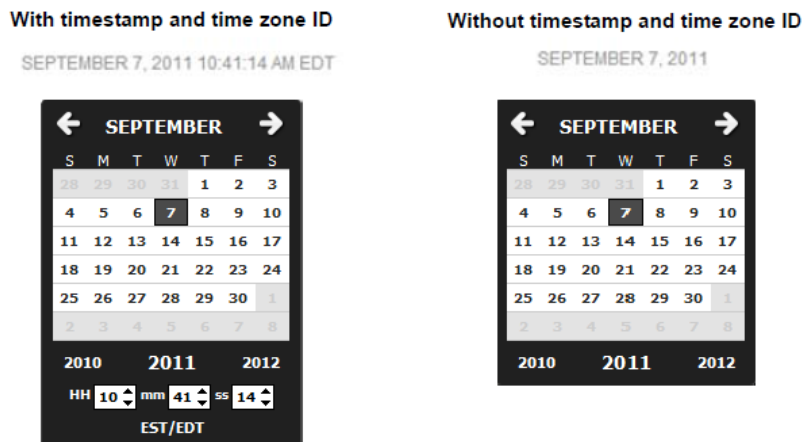 With timestamp and time zone ID
SEPTEMBER 7, 2011 10:41:14 AM EDT
SEPTEMBER
S M T W T F S
28 29 30 31 1 2 3
4 5 6 7 8 9 10
11 12 13 14 15 16 17
18 19 20 21 22 23 24
25 26 27 28 29 30 1
2 3 4 5 6 7 8
2010 2011 2012
HH 10 mm 41 ss 14
EST/EDT
Without timestamp and time zone ID
SEPTEMBER 7, 2011
SEPTEMBER
S M T W T F S
28 29 30 31 1 2 3
4 5 6 7 8 9 10
11 12 13 14 15 16 17
18 19 20 21 22 23 24
25 26 27 28 29 30 1
2 3 4 5 6 7 8
2010 2011 2012